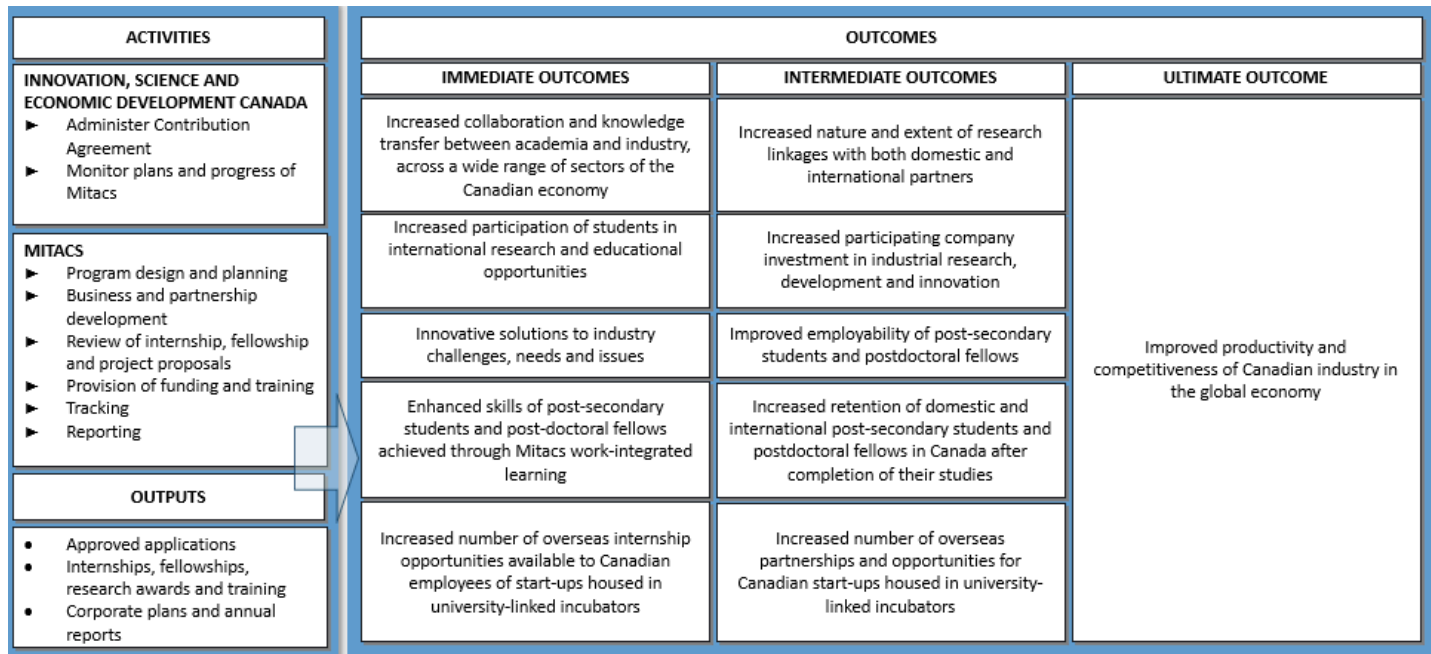 ACTIVITIES
INNOVATION, SCIENCE AND
ECONOMIC DEVELOPMENT CANADA
► Administer Contribution
Agreement
► Monitor plans and progress of
Mitacs
MITACS
► Program design and planning
► Business and partnership
development
► Review of internship, fellowship
and project proposals
► Provision of funding and training
► Tracking
► Reporting
OUTPUTS
● Approved applications
● Internships, fellowships,
research awards and training
● Corporate plans and annual
reports
OUTCOMES
IMMEDIATE OUTCOMES
Increased collaboration and knowledge
transfer between academia and industry,
across a wide range of sectors of the
Canadian economy
Increased participation of students in
international research and educational
opportunities
Innovative solutions to industry
challenges, needs and issues
Enhanced skills of post-secondary
students and post-doctoral fellows
achieved through Mitacs work-integrated
learning
Increased number of overseas internship
opportunities available to Canadian
employees of start-ups housed in
university-linked incubators
INTERMEDIATE OUTCOMES
Increased nature and extent of research
linkages with both domestic and
international partners
Increased participating company
investment in industrial research,
development and innovation
Improved employability of post-secondary
students and postdoctoral fellows
Increased retention of domestic and
international post-secondary students and
postdoctoral fellows in Canada after
completion of their studies
Increased number of overseas
partnerships and opportunities for
Canadian start-ups housed in university-
linked incubators
ULTIMATE OUTCOME
Improved productivity and
competitiveness of Canadian industry in
the global economy